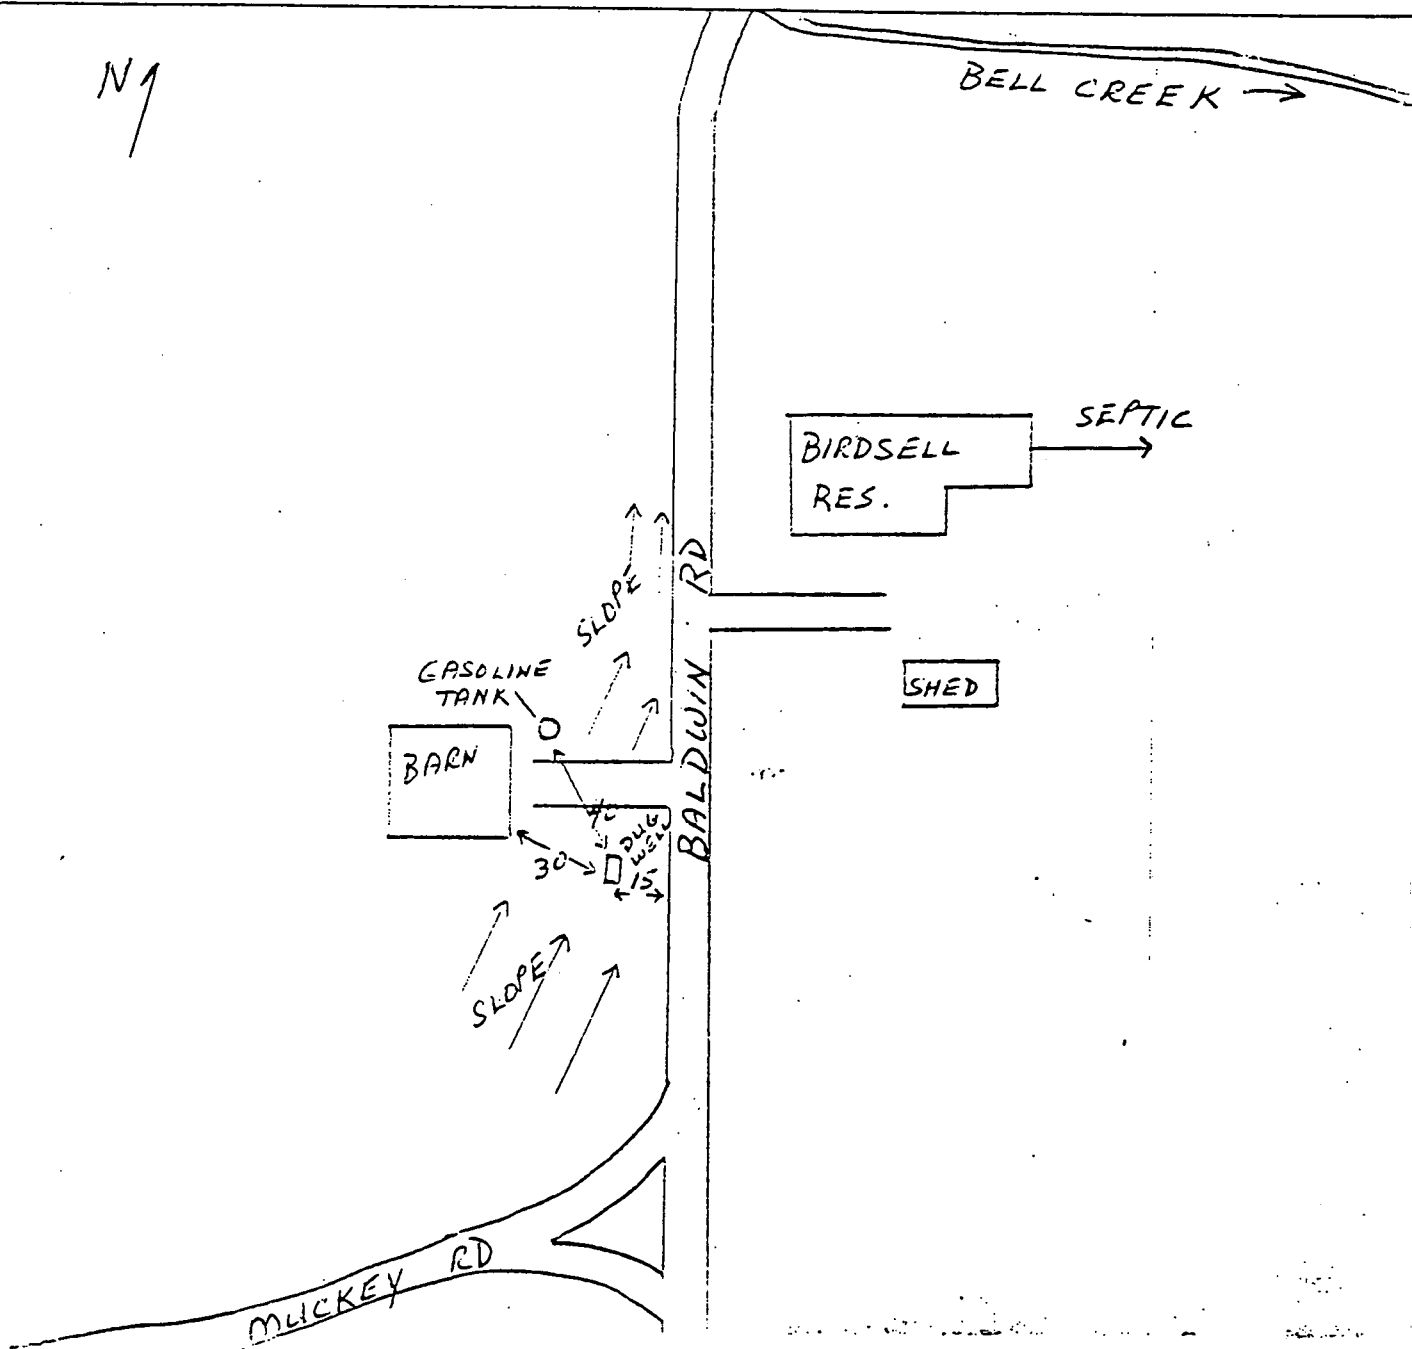 N
BELL CREEK
SEPTIC
BIRDSELL
RES.
SLOPE
RD
BALDWIN
GASOLINE
TANK
SHED
BARN
40
DUG
WELL
30
15
SLOPE
MUCKEY RD